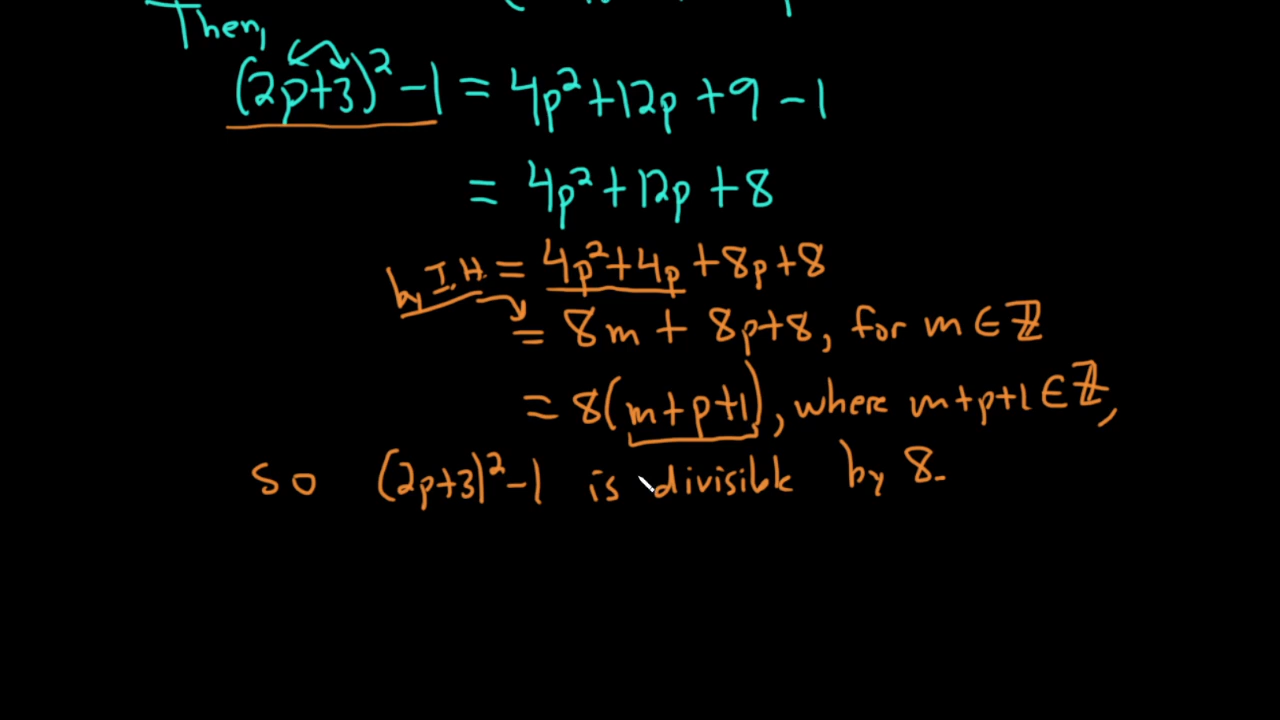 Then,
(2p+3)² -1 = 4p² +12p +9 -1
= 4p² +12p +8
by I.H. = 4p²+4p +8p+8
= 8m + 8p+8, for m ∈ ℤ
= 8(m+p+1), where m+p+1 ∈ ℤ,
So (2p+3)²-1 is divisible by 8.